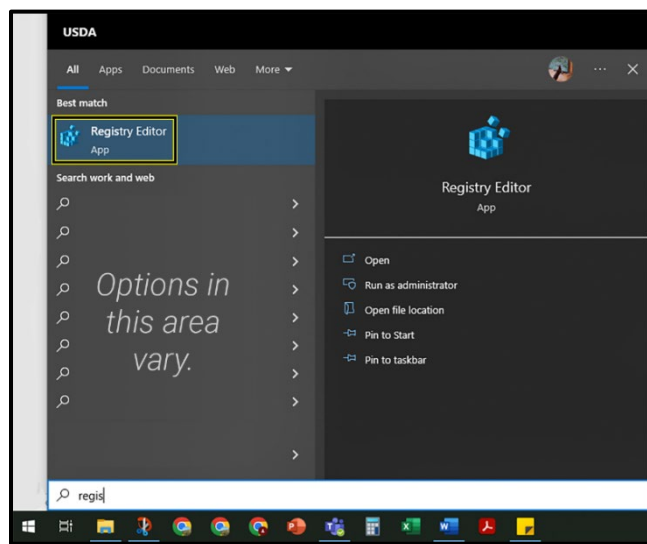 USDA
All Apps Documents Web More
Best match
Registry Editor
App
Search work and web
Options in
this area
vary.
Registry Editor
App
Open
Run as administrator
Open file location
Pin to Start
Pin to taskbar
regis